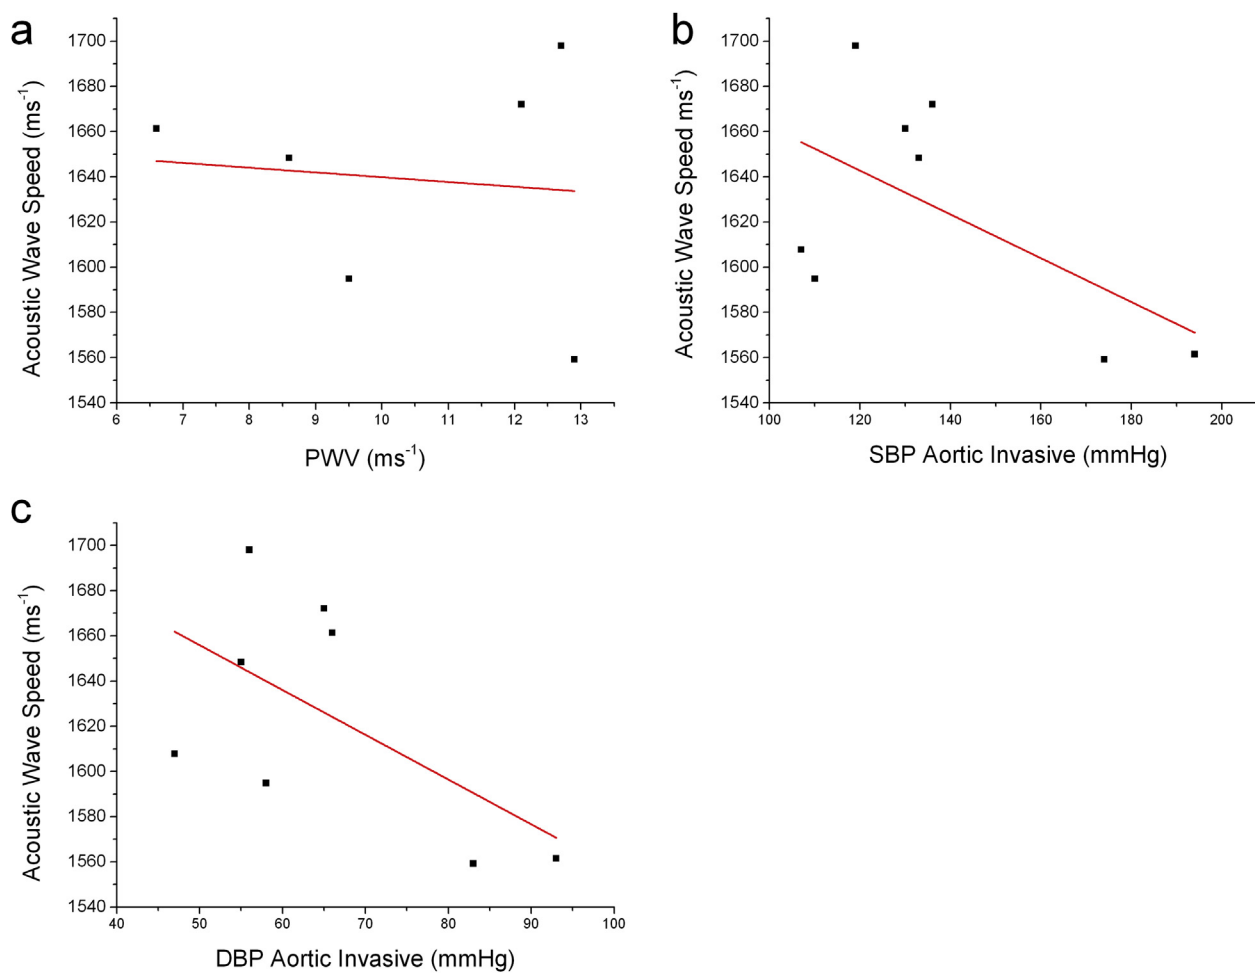 a
1700
1680
1660
1640
1620
1600
1580
1560
1540
Acoustic Wave Speed (ms⁻¹)
6 7 8 9 10 11 12 13
PWV (ms⁻¹)
b
1700
1680
1660
1640
1620
1600
1580
1560
1540
Acoustic Wave Speed ms⁻¹)
100 120 140 160 180 200
SBP Aortic Invasive (mmHg)
c
1700
1680
1660
1640
1620
1600
1580
1560
1540
Acoustic Wave Speed (ms⁻¹)
40 50 60 70 80 90 100
DBP Aortic Invasive (mmHg)